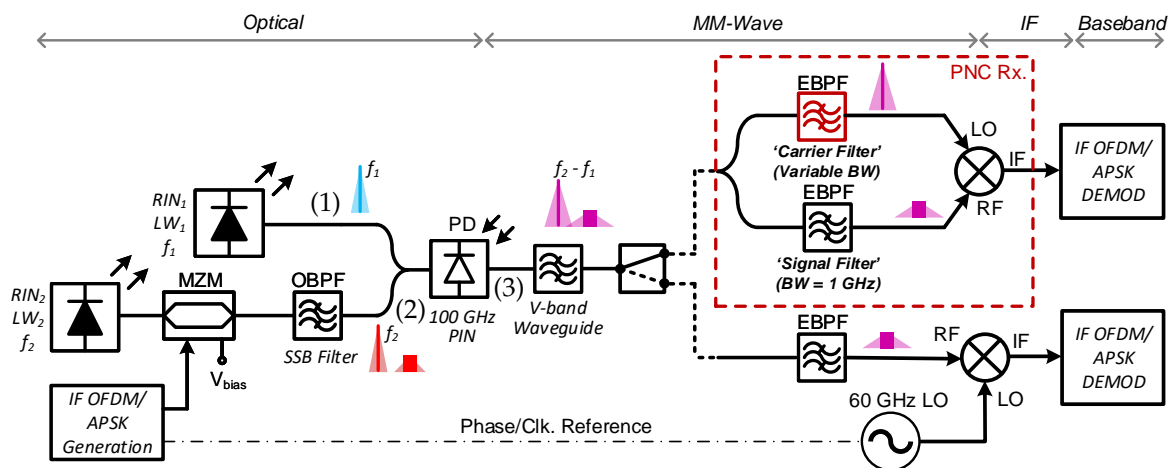 Optical
MM-Wave
IF
Baseband
PNC Rx.
EBPF
LO
'Carrier Filter'
(Variable BW)
IF
IF OFDM/
APSK
DEMOD
EBPF
RF
'Signal Filter'
(BW = 1 GHz)
f1
(1)
RIN1
LW1
f1
f2 - f1
PD
(3)
V-band
Waveguide
100 GHz
PIN
RIN2
LW2
f2
MZM
OBPF
(2)
f2
SSB Filter
Vbias
EBPF
RF
IF
IF OFDM/
APSK
DEMOD
LO
60 GHz LO
IF OFDM/
APSK
Generation
Phase/Clk. Reference